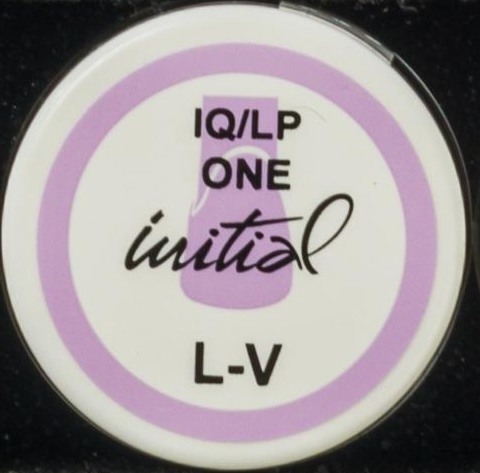 IQ/LP
ONE
initial
L-V